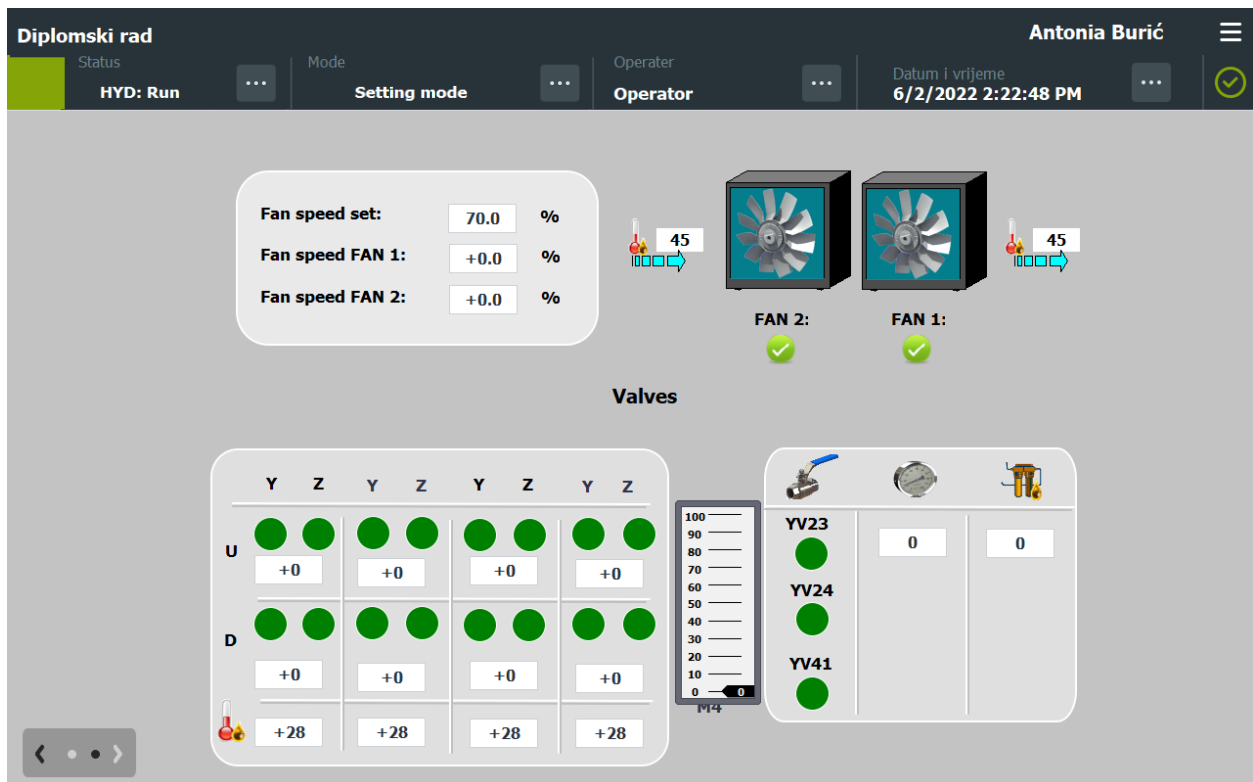 Diplomski rad
Antonia Burić
Status
HYD: Run
...
Mode
Setting mode
...
Operater
Operator
...
Datum i vrijeme
6/2/2022 2:22:48 PM
...
Fan speed set: 70.0 %
Fan speed FAN 1: +0.0 %
Fan speed FAN 2: +0.0 %
45
45
FAN 2:
FAN 1:
Valves
Y Z Y Z Y Z Y Z
U
+0 +0 +0 +0
D
+0 +0 +0 +0
+28 +28 +28 +28
100
90
80
70
60
50
40
30
20
10
0 0
M4
YV23
0 0
YV24
YV41